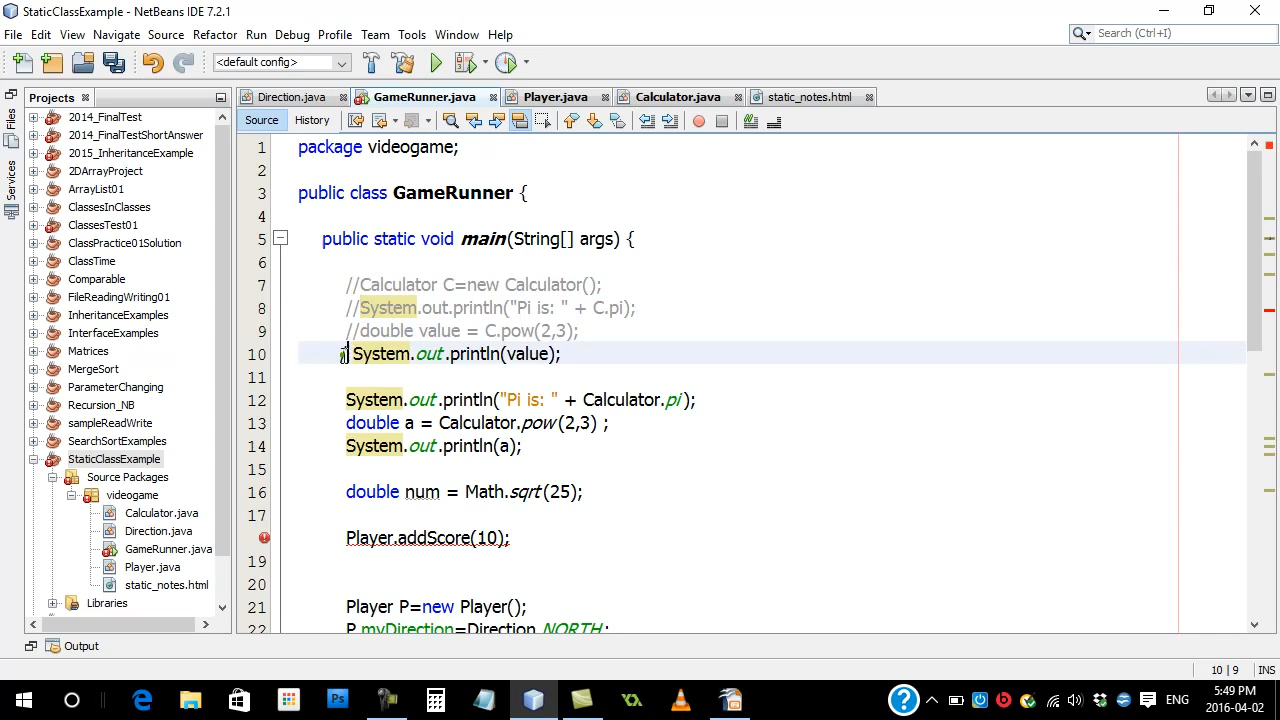 StaticClassExample - NetBeans IDE 7.2.1
File Edit View Navigate Source Refactor Run Debug Profile Team Tools Window Help
Search (Ctrl+I)
<default config>
Files
Services
Projects
2014_FinalTest
2014_FinalTestShortAnswer
2015_InheritanceExample
2DArrayProject
ArrayList01
ClassesInClasses
ClassesTest01
ClassPractice01Solution
ClassTime
Comparable
FileReadingWriting01
InheritanceExamples
InterfaceExamples
Matrices
MergeSort
ParameterChanging
Recursion_NB
sampleReadWrite
SearchSortExamples
StaticClassExample
Source Packages
videogame
Calculator.java
Direction.java
GameRunner.java
Player.java
static_notes.html
Libraries
Direction.java GameRunner.java Player.java Calculator.java static_notes.html
Source History
1 package videogame;
2
3 public class GameRunner {
4
5 public static void main(String[] args) {
6
7 //Calculator C=new Calculator();
8 //System.out.println("Pi is: " + C.pi);
9 //double value = C.pow(2,3);
10 System.out.println(value);
11
12 System.out.println("Pi is: " + Calculator.pi);
13 double a = Calculator.pow(2,3) ;
14 System.out.println(a);
15
16 double num = Math.sqrt(25);
17
Player.addScore(10);
19
20
21 Player P=new Player();
22 P.myDirection=Direction.NORTH;
Output
10 | 9 INS
ENG
5:49 PM
2016-04-02